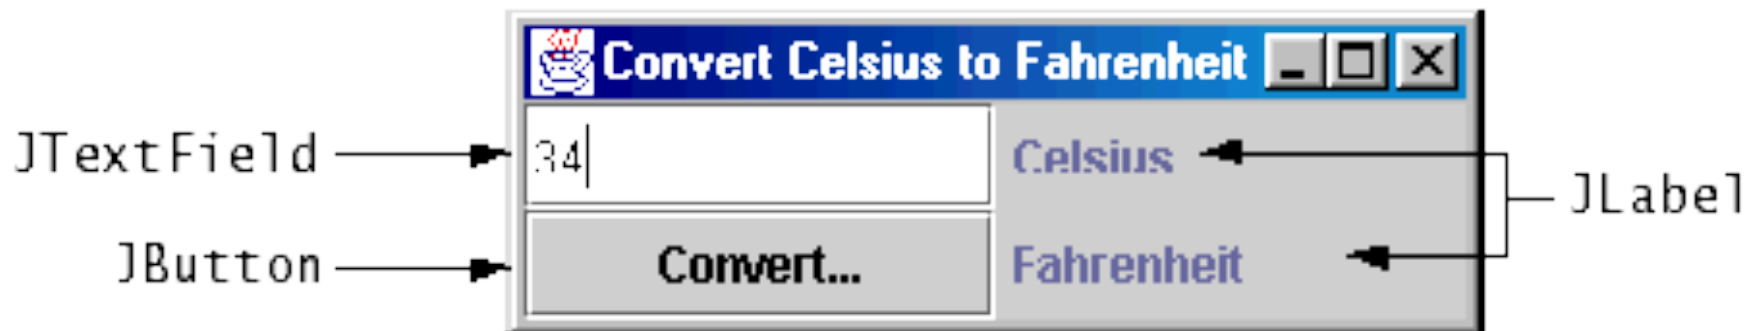 Convert Celsius to Fahrenheit
JTextField 34 Celsius JLabel
JButton Convert... Fahrenheit